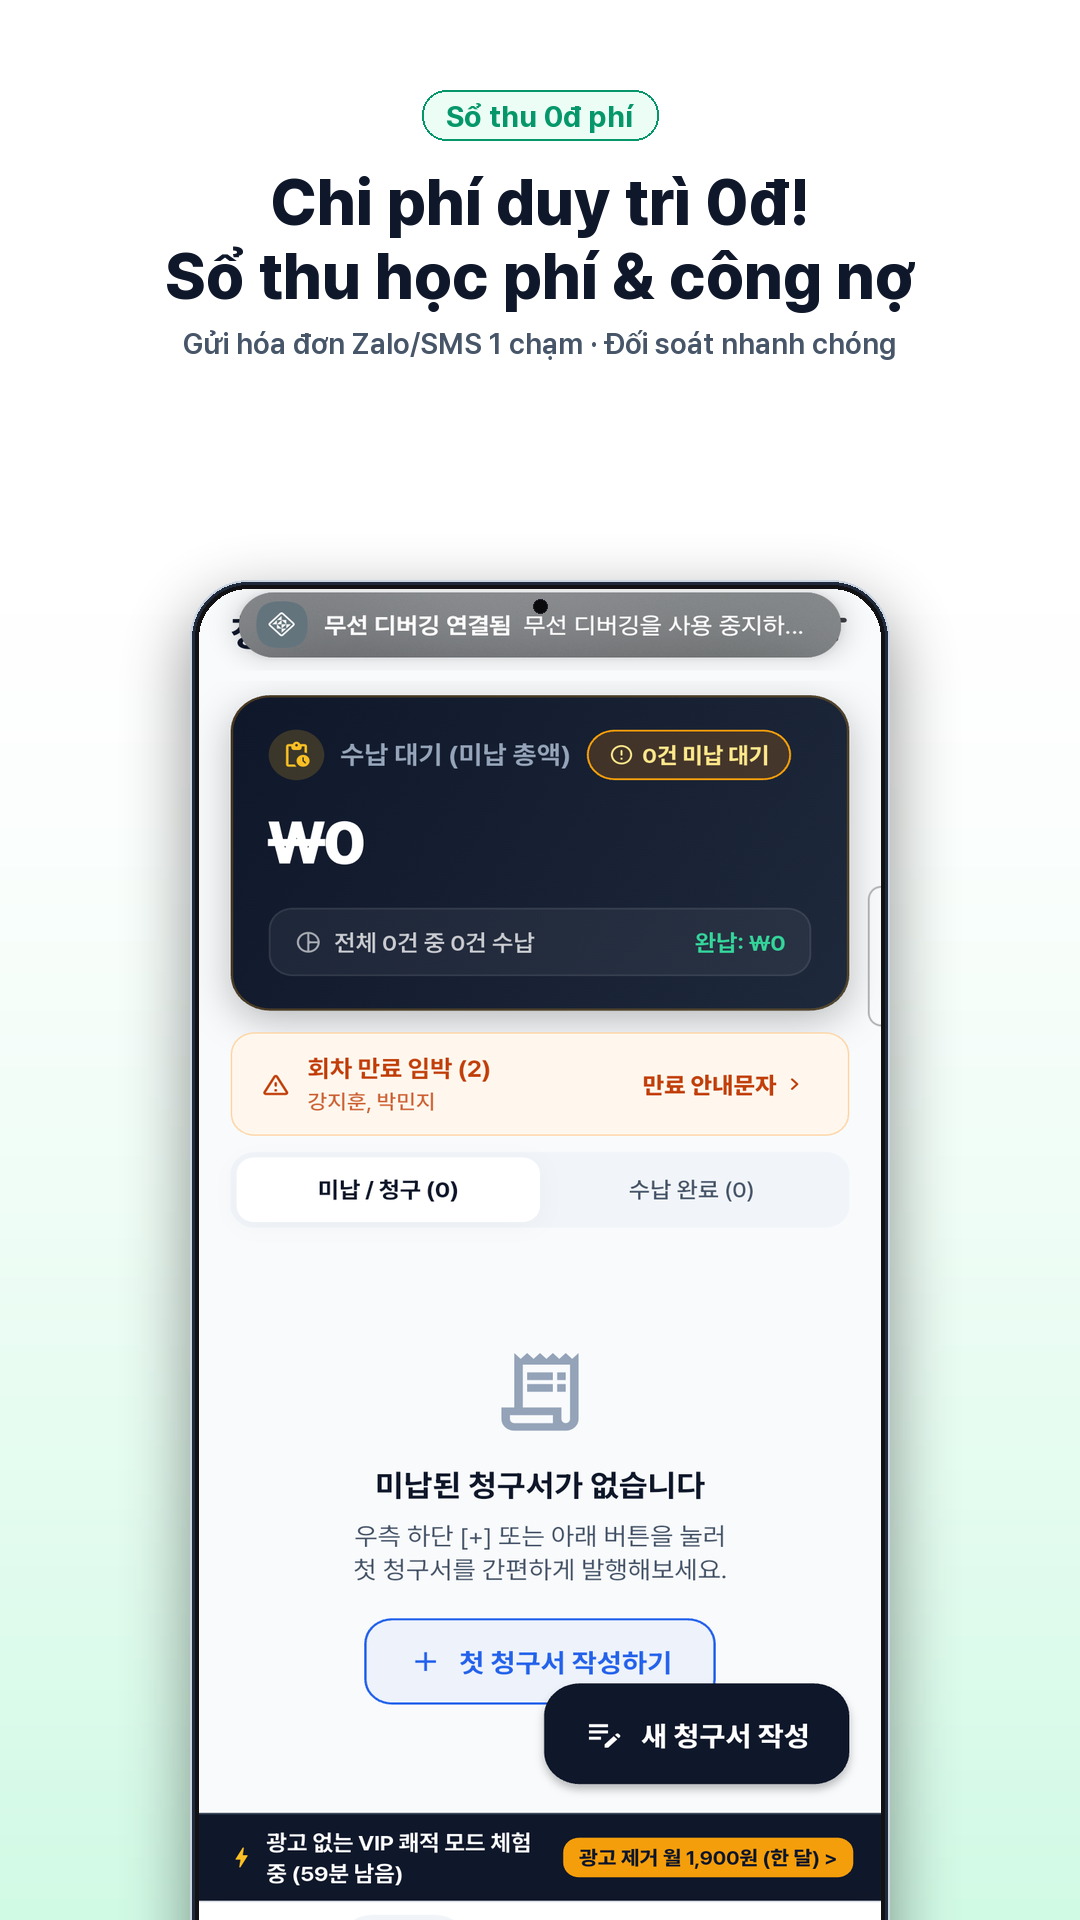 Sổ thu 0đ phí
Chi phí duy trì 0đ!
Sổ thu học phí & công nợ
Gửi hóa đơn Zalo/SMS 1 chạm · Đối soát nhanh chóng
무선 디버깅 연결됨 무선 디버깅을 사용 중지하...
수납 대기 (미납 총액)
0건 미납 대기
₩0
전체 0건 중 0건 수납
완납: ₩0
회차 만료 임박 (2)
강지훈, 박민지
만료 안내문자 >
미납 / 청구 (0)
수납 완료 (0)
미납된 청구서가 없습니다
우측 하단 [+] 또는 아래 버튼을 눌러
첫 청구서를 간편하게 발행해보세요.
+ 첫 청구서 작성하기
새 청구서 작성
광고 없는 VIP 쾌적 모드 체험
중 (59분 남음)
광고 제거 월 1,900원 (한 달) >